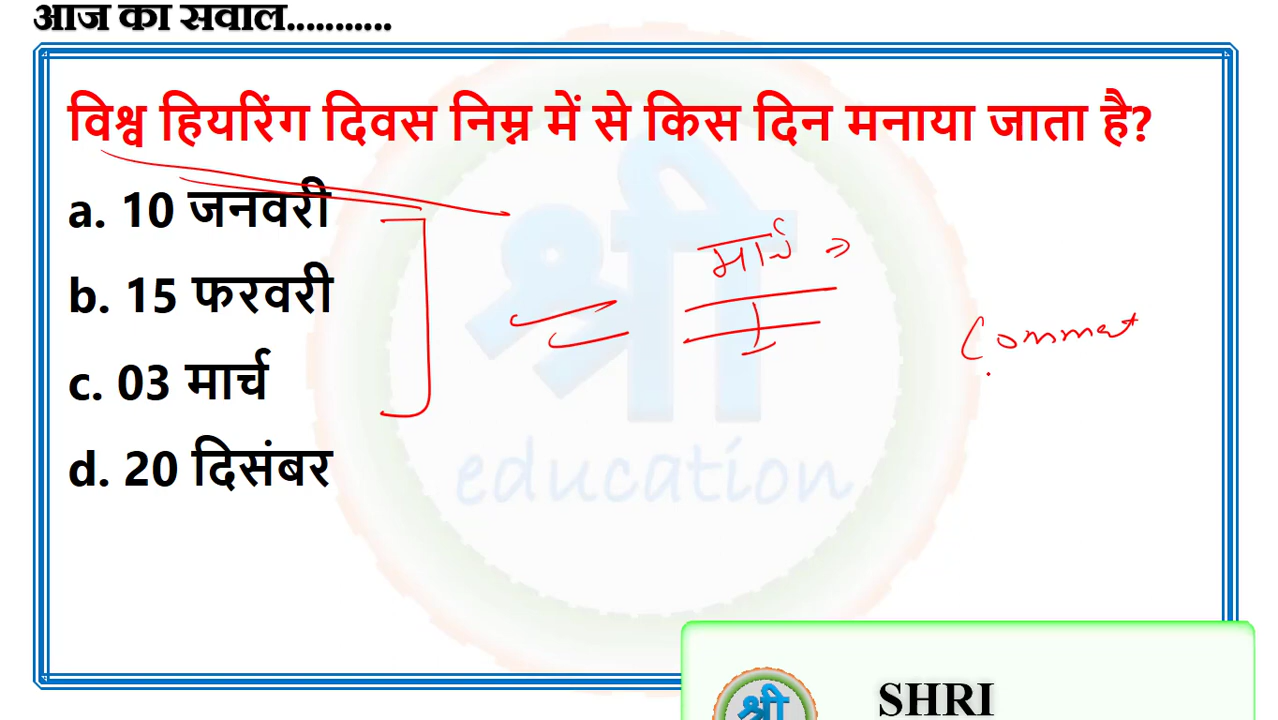 आज का सवाल...........
विश्व हियरिंग दिवस निम्न में से किस दिन मनाया जाता है?
a. 10 जनवरी
b. 15 फरवरी
c. 03 मार्च
d. 20 दिसंबर
मार्च
Comment
श्री
education
श्री
SHRI